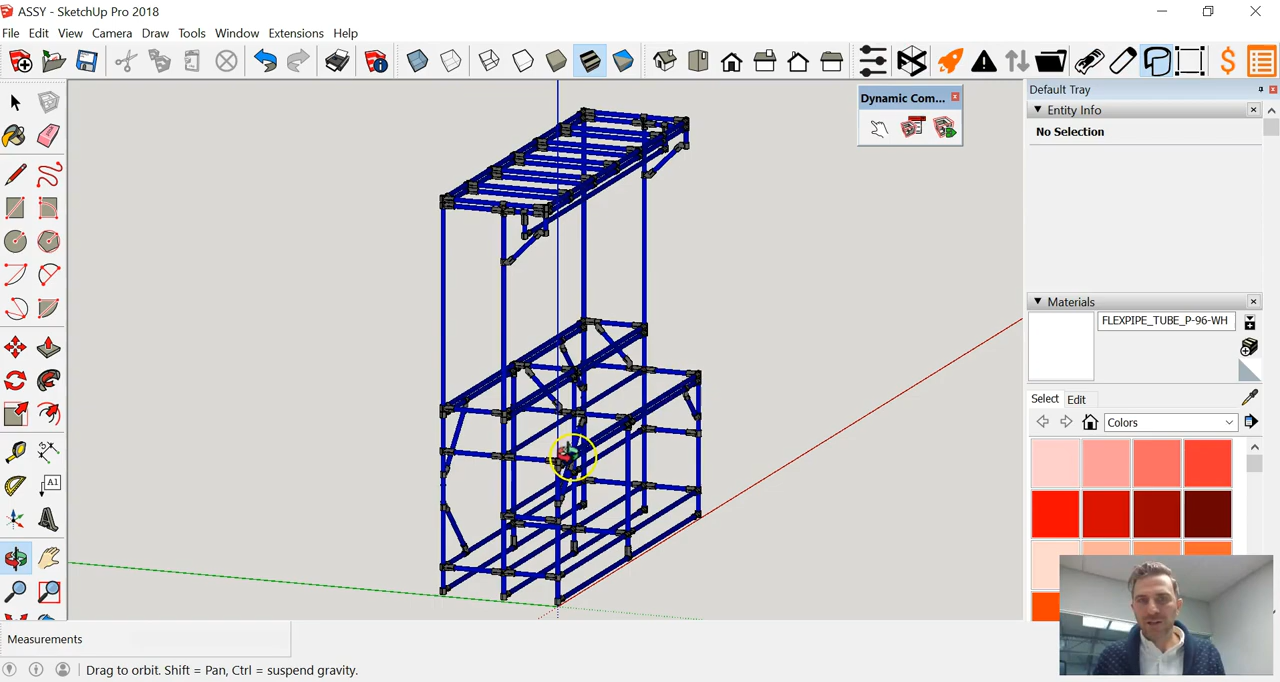 ASSY - SketchUp Pro 2018
File Edit View Camera Draw Tools Window Extensions Help
Dynamic Com...
Default Tray
Entity Info
No Selection
Materials
FLEXPIPE_TUBE_P-96-WH
Select Edit
Colors
A1
Measurements
Drag to orbit. Shift = Pan, Ctrl = suspend gravity.